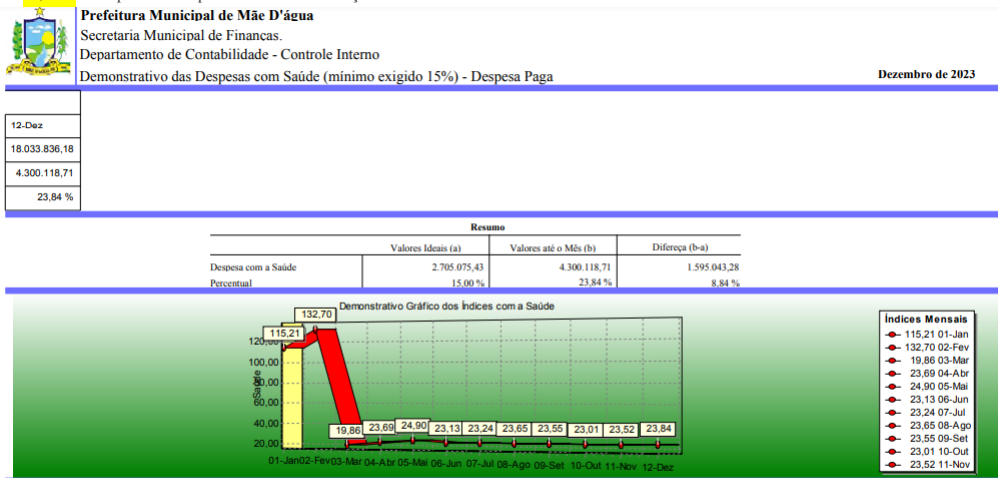 Prefeitura Municipal de Mãe D'água
Secretaria Municipal de Finanças.
Departamento de Contabilidade - Controle Interno
Demonstrativo das Despesas com Saúde (mínimo exigido 15%) - Despesa Paga
Dezembro de 2023
12-Dez
18.033.836,18
4.300.118,71
23,84 %
Resumo
Valores Ideais (a) Valores até o Mês (b) Difereça (b-a)
Despesa com a Saúde 2.705.075,43 4.300.118,71 1.595.043,28
Percentual 15,00 % 23,84 % 8,84 %
Demonstrativo Gráfico dos Índices com a Saúde
132,70
115,21
120,00
100,00
80,00
60,00
40,00
20,00
Saúde
19,86 23,69 24,90 23,13 23,24 23,65 23,55 23,01 23,52 23,84
01-Jan 02-Fev 03-Mar 04-Abr 05-Mai 06-Jun 07-Jul 08-Ago 09-Set 10-Out 11-Nov 12-Dez
Índices Mensais
115,21 01-Jan
132,70 02-Fev
19,86 03-Mar
23,69 04-Abr
24,90 05-Mai
23,13 06-Jun
23,24 07-Jul
23,65 08-Ago
23,55 09-Set
23,01 10-Out
23,52 11-Nov